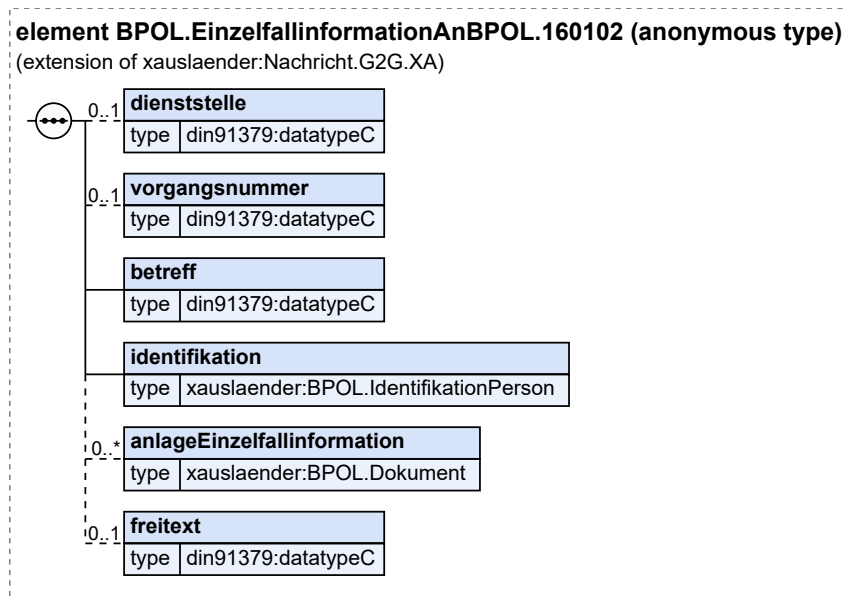 element BPOL.EinzelfallinformationAnBPOL.160102 (anonymous type)
(extension of xauslaender:Nachricht.G2G.XA)
0..1 dienststelle
type din91379:datatypeC
0..1 vorgangsnummer
type din91379:datatypeC
betreff
type din91379:datatypeC
identifikation
type xauslaender:BPOL.IdentifikationPerson
0..* anlageEinzelfallinformation
type xauslaender:BPOL.Dokument
0..1 freitext
type din91379:datatypeC